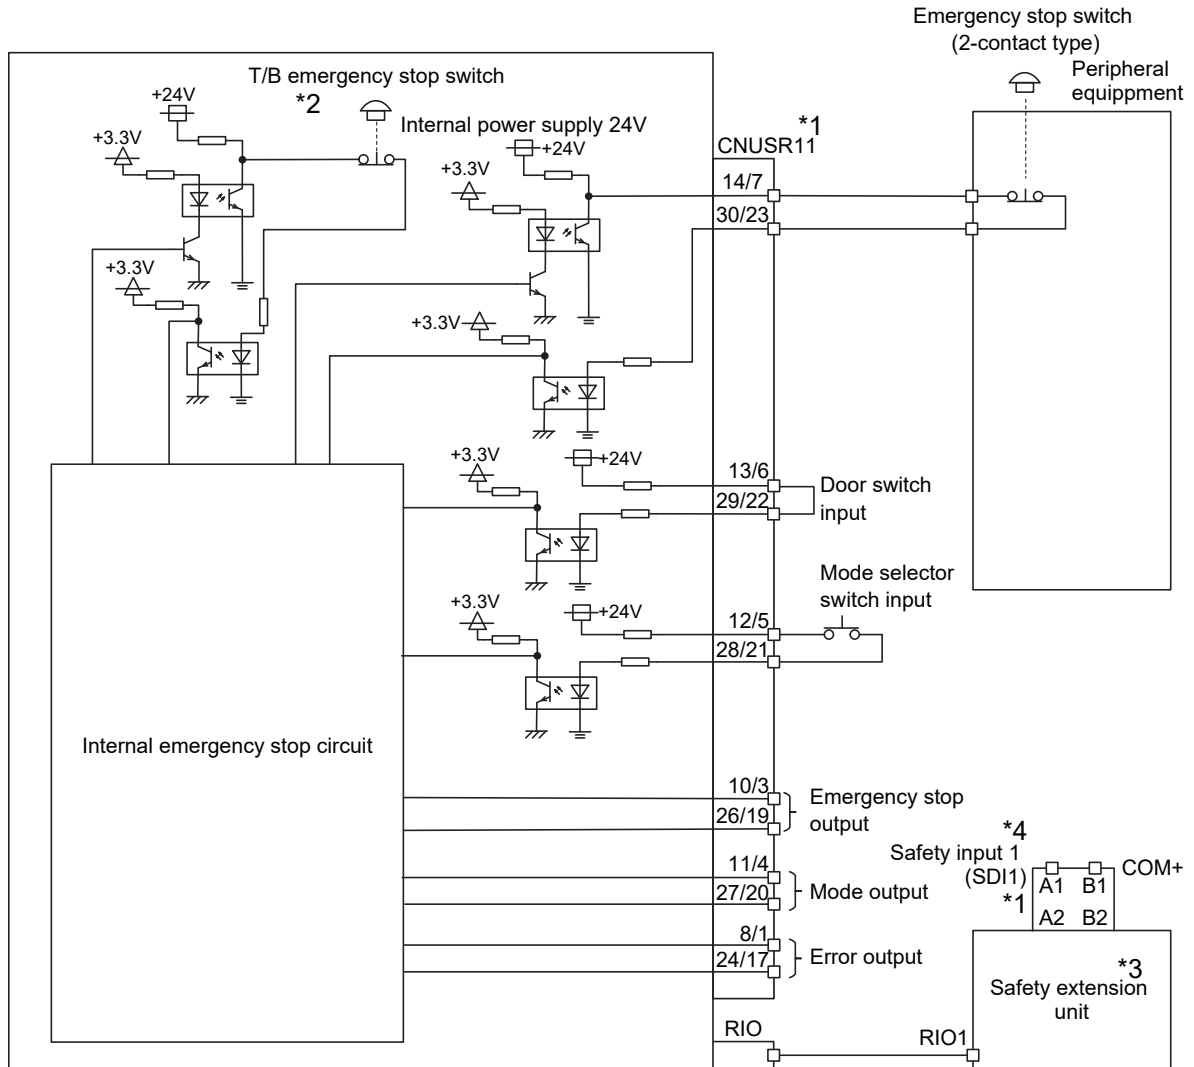 Emergency stop switch
(2-contact type)
Peripheral
equippment
T/B emergency stop switch
*2
+24V
+3.3V
Internal power supply 24V
+24V
+3.3V
*1
CNUSR11
14/7
30/23
+3.3V
+3.3V
+3.3V
+24V
13/6
29/22
Door switch
input
Mode selector
switch input
+3.3V
+24V
12/5
28/21
Internal emergency stop circuit
10/3
26/19
Emergency stop
output
11/4
27/20
Mode output
8/1
24/17
Error output
*4
Safety input 1
(SDI1)
*1
A1 B1
COM+
A2 B2
*3
Safety extension
unit
RIO
RIO1